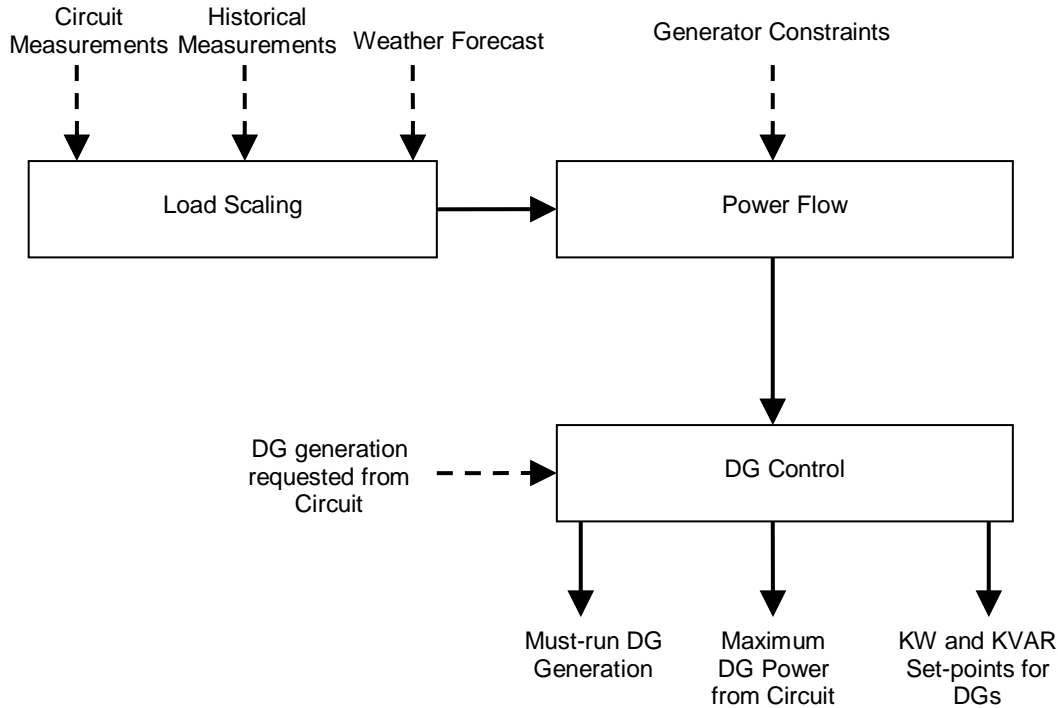 Circuit
Measurements
Historical
Measurements
Weather Forecast
Generator Constraints
Load Scaling
Power Flow
DG generation
requested from
Circuit
DG Control
Must-run DG
Generation
Maximum
DG Power
from Circuit
KW and KVAR
Set-points for
DGs